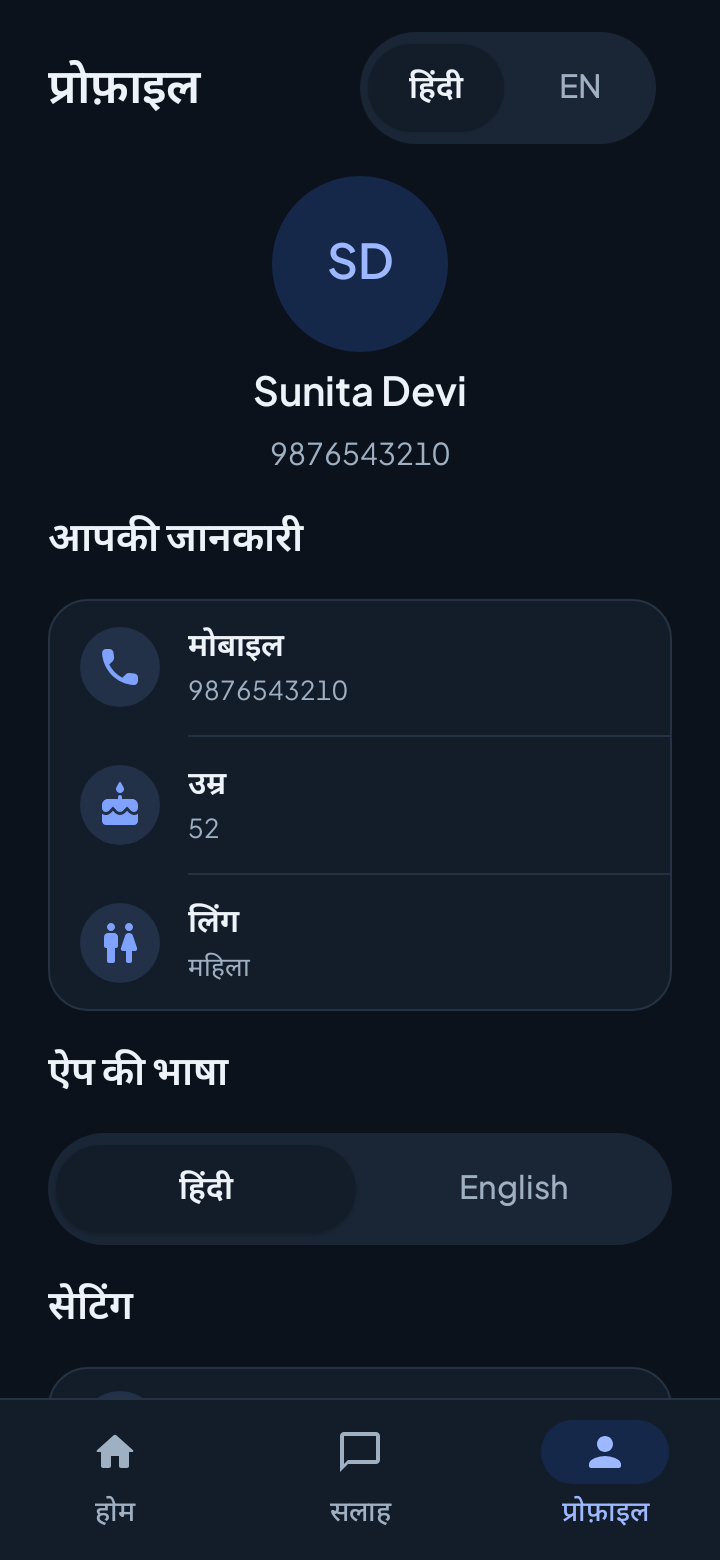 प्रोफ़ाइल
हिंदी
EN
SD
Sunita Devi
9876543210
आपकी जानकारी
मोबाइल
9876543210
उम्र
52
लिंग
महिला
ऐप की भाषा
हिंदी
English
सेटिंग
होम
सलाह
प्रोफ़ाइल